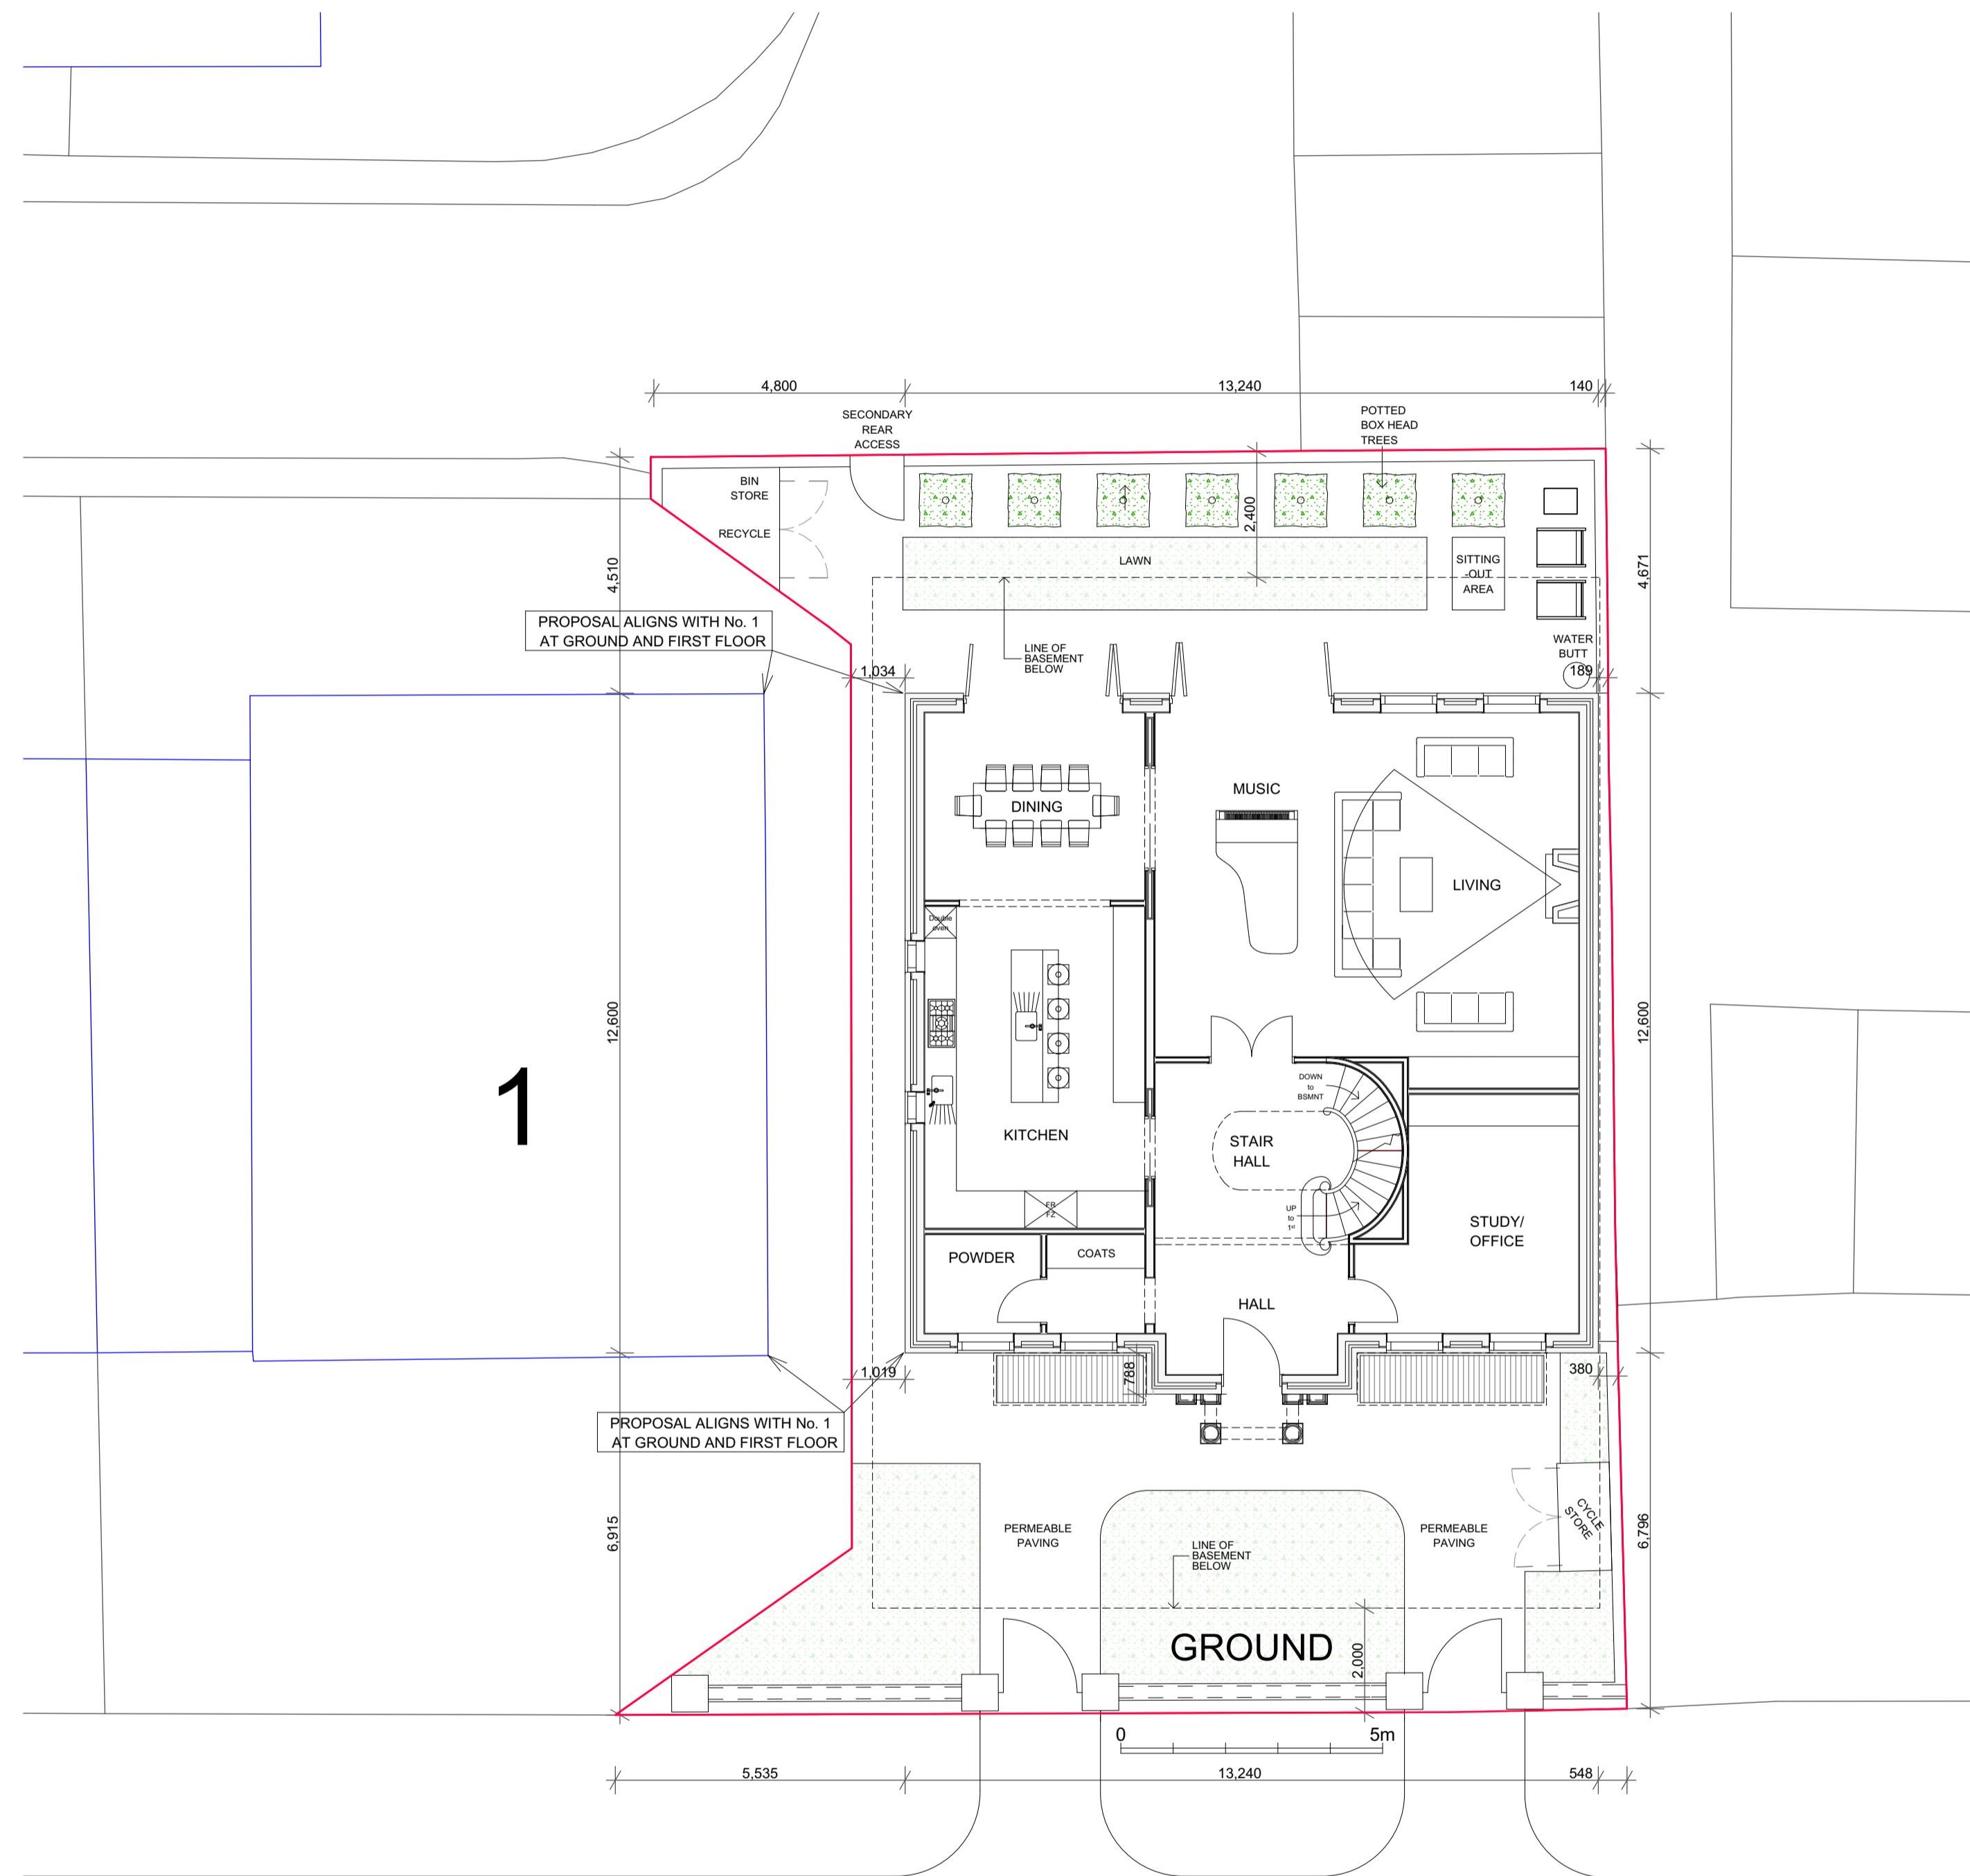 4,800
13,240
140
SECONDARY
REAR
ACCESS
POTTED
BOX HEAD
TREES
BIN
STORE
RECYCLE
2,400
LAWN
SITTING
-OUT
AREA
4,510
4,671
PROPOSAL ALIGNS WITH No. 1
AT GROUND AND FIRST FLOOR
LINE OF
BASEMENT
BELOW
WATER
BUTT
189
1,034
MUSIC
DINING
LIVING
Double
oven
12,600
12,600
1
DOWN
to
BSMNT
KITCHEN
STAIR
HALL
FR
FZ
UP
to
1st
STUDY/
OFFICE
POWDER
COATS
HALL
1,019
788
380
PROPOSAL ALIGNS WITH No. 1
AT GROUND AND FIRST FLOOR
CYCLE
STORE
6,915
6,796
PERMEABLE
PAVING
PERMEABLE
PAVING
LINE OF
BASEMENT
BELOW
GROUND
2,000
0
5m
5,535
13,240
548